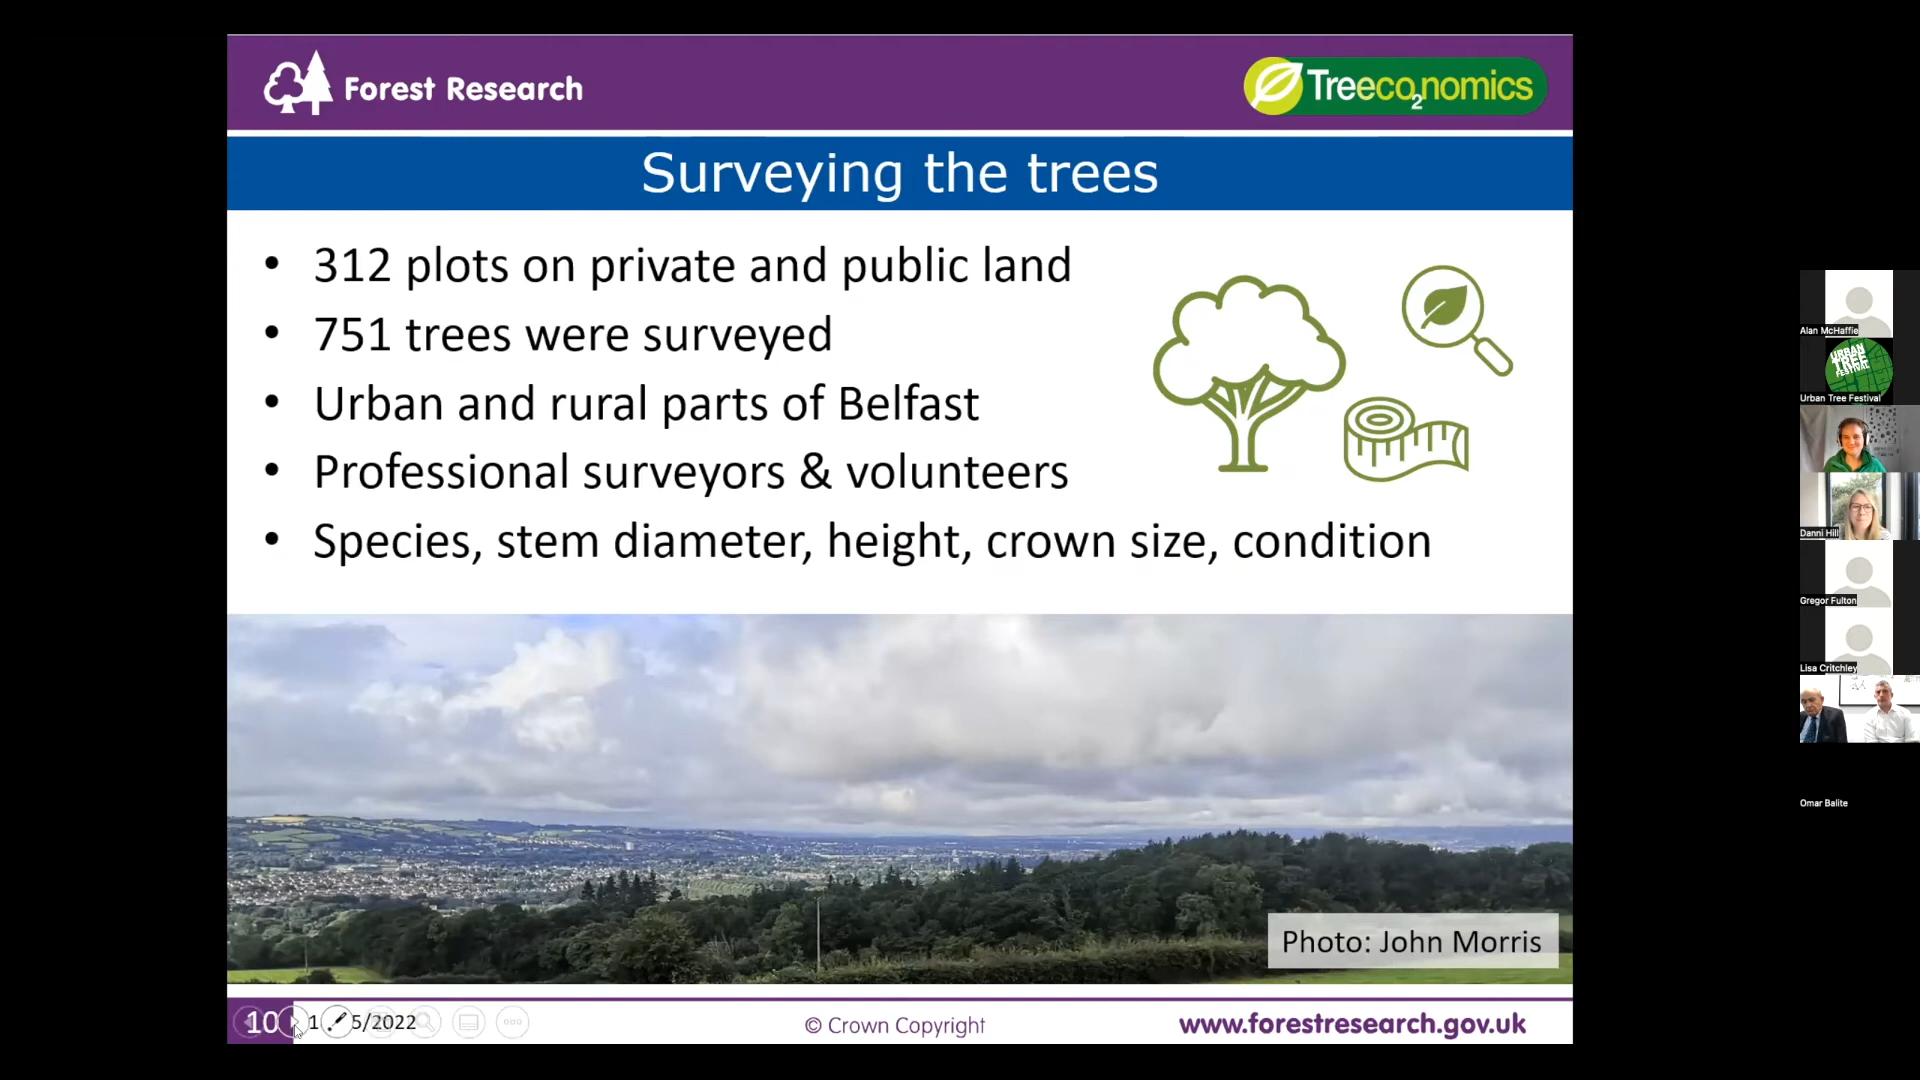 Forest Research
Treeco2nomics
Surveying the trees
• 312 plots on private and public land
• 751 trees were surveyed
• Urban and rural parts of Belfast
• Professional surveyors & volunteers
• Species, stem diameter, height, crown size, condition
Photo: John Morris
10
5/2022
© Crown Copyright
www.forestresearch.gov.uk
Alan McHaffie
URBAN
TREE
FESTIVAL
Urban Tree Festival
Danni Hill
Gregor Fulton
Lisa Critchley
Omar Balite